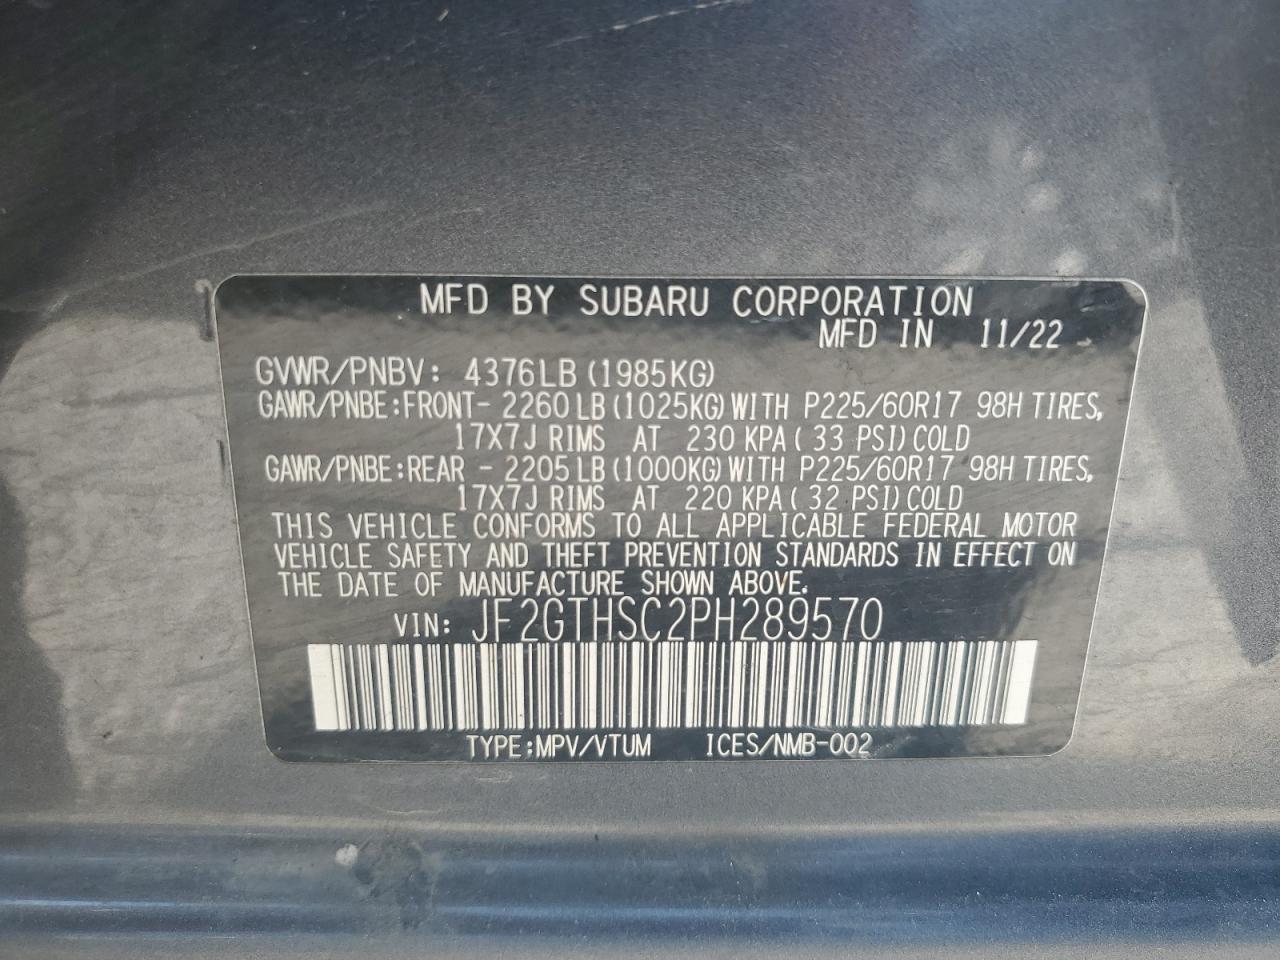 MFD BY SUBARU CORPORATION
MFD IN 11/22
GVWR/PNBV: 4376LB (1985KG)
GAWR/PNBE:FRONT- 2260LB (1025KG) WITH P225/60R17 98H TIRES,
17X7J RIMS AT 230 KPA ( 33 PSI) COLD
GAWR/PNBE:REAR - 2205LB (1000KG) WITH P225/60R17 98H TIRES,
17X7J RIMS AT 220 KPA ( 32 PSI) COLD
THIS VEHICLE CONFORMS TO ALL APPLICABLE FEDERAL MOTOR
VEHICLE SAFETY AND THEFT PREVENTION STANDARDS IN EFFECT ON
THE DATE OF MANUFACTURE SHOWN ABOVE.
VIN: JF2GTHSC2PH289570
TYPE:MPV/VTUM ICES/NMB-002